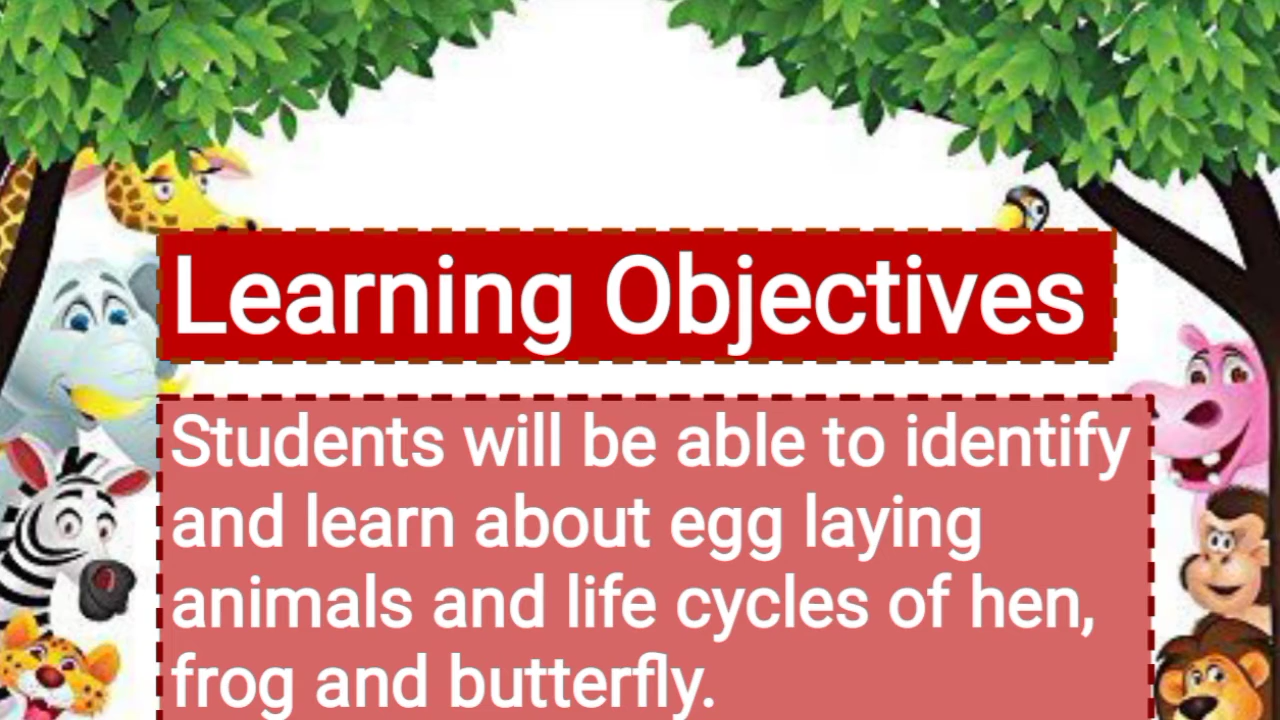 Learning Objectives
Students will be able to identify
and learn about egg laying
animals and life cycles of hen,
frog and butterfly.